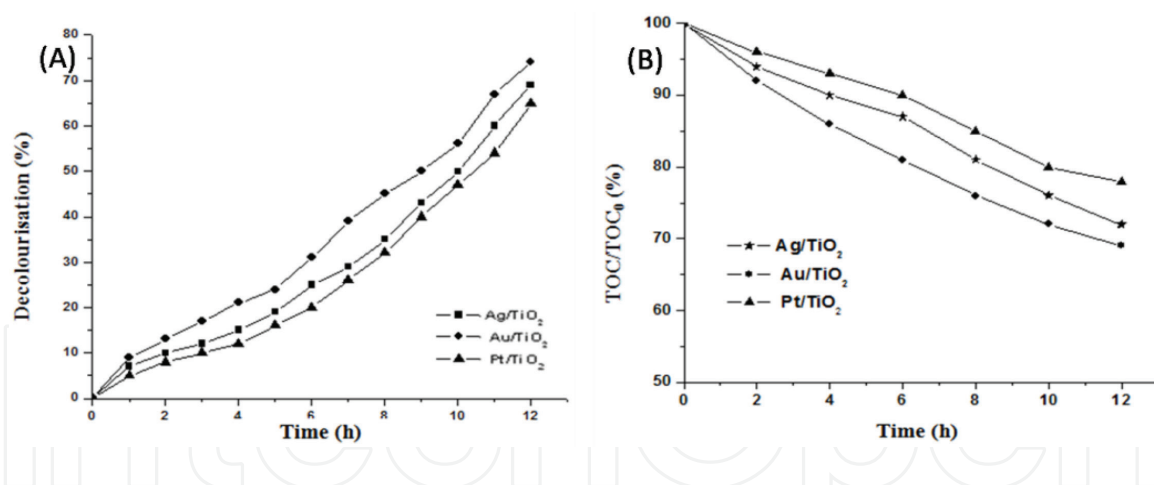 (A)
Decolourisation (%)
80
70
60
50
40
30
20
10
0
0 2 4 6 8 10 12
Time (h)
Ag/TiO₂
Au/TiO₂
Pt/TiO₂
(B)
TOC/TOC₀ (%)
100
90
80
70
60
50
0 2 4 6 8 10 12
Time (h)
Ag/TiO₂
Au/TiO₂
Pt/TiO₂